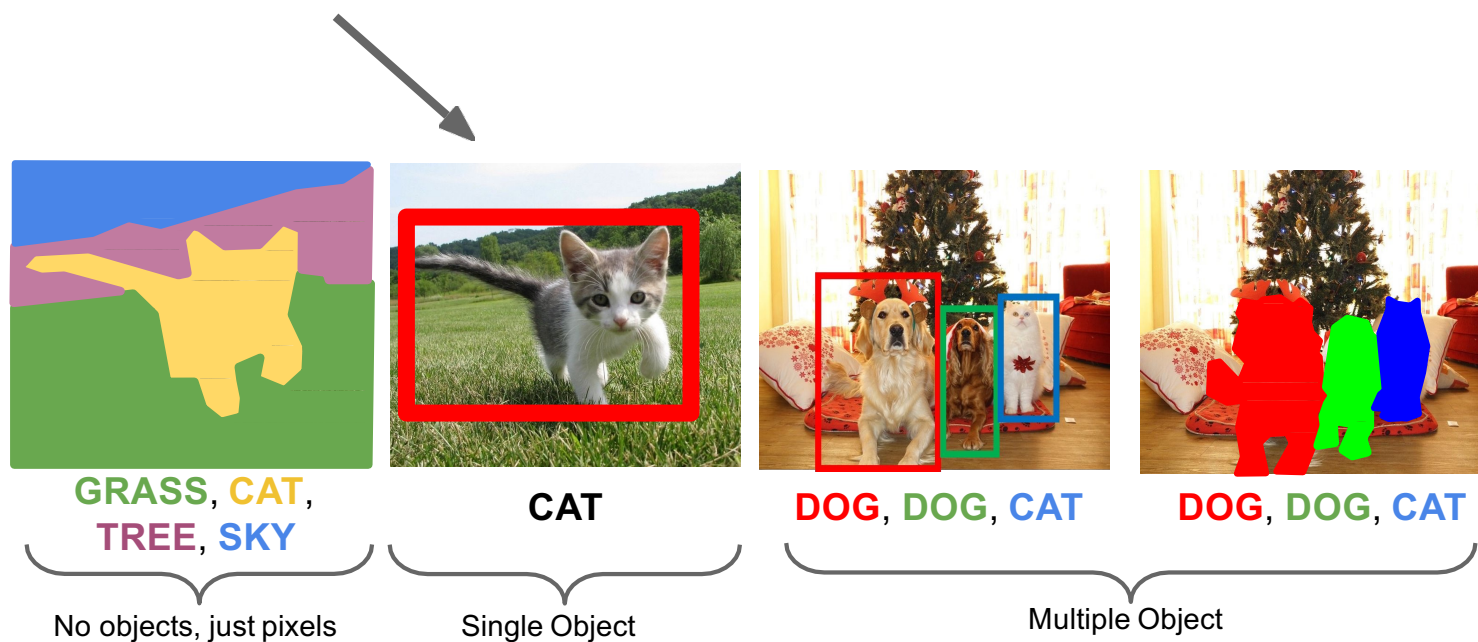 GRASS, CAT,
TREE, SKY
CAT
DOG, DOG, CAT
DOG, DOG, CAT
No objects, just pixels
Single Object
Multiple Object